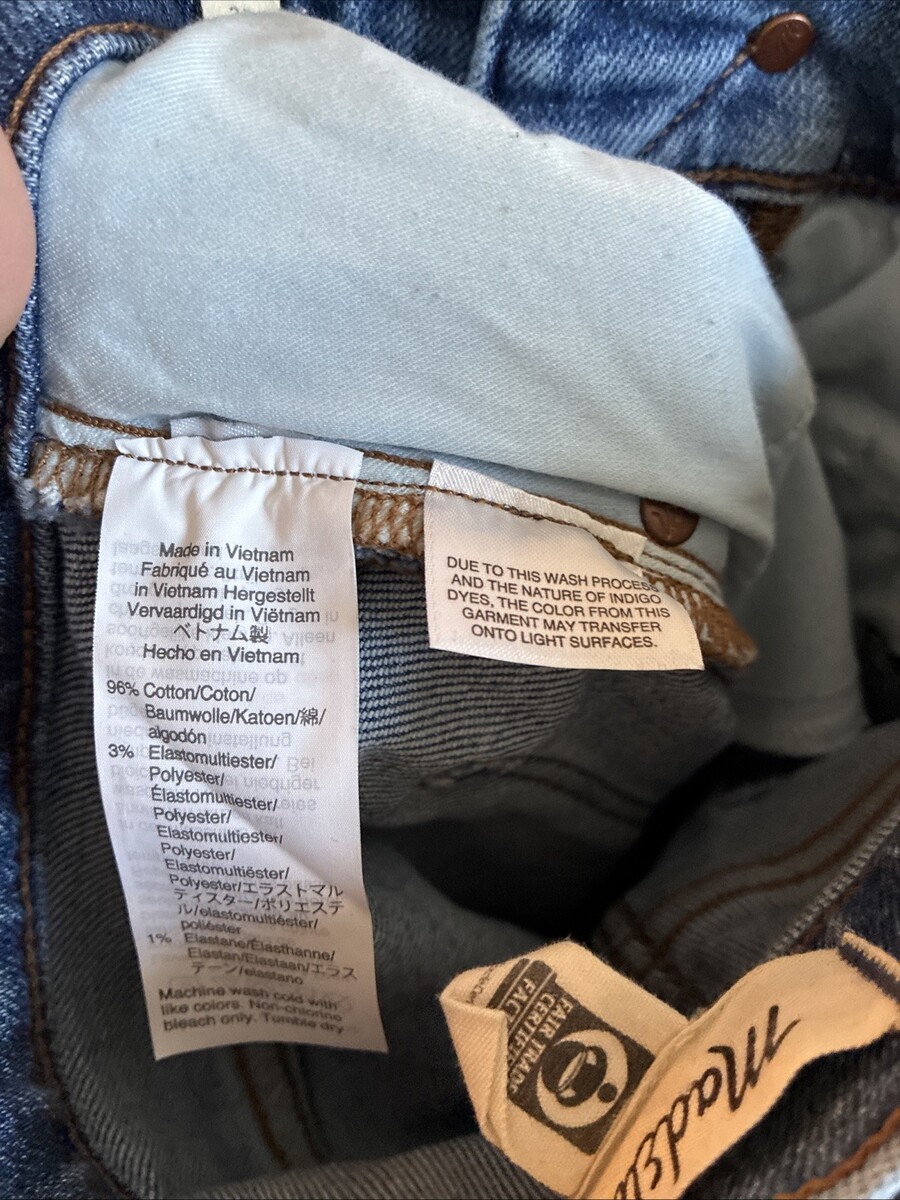 Made in Vietnam
Fabriqué au Vietnam
in Vietnam Hergestellt
Vervaardigd in Viëtnam
ベトナム製
Hecho en Vietnam
96% Cotton/Coton/
Baumwolle/Katoen/綿/
algodón
3% Elastomultiester/
Polyester/
Élastomultiester/
Polyester/
Elastomultiester/
Polyester/
Elastomultiëster/
Polyester/エラストマル
ティスター/ポリエステ
ル/elastomultiéster/
poliéster
1% Elastane/Élasthanne/
Elastan/Elastaan/エラス
テーン/elastano
Machine wash cold with
like colors. Non-chlorine
bleach only. Tumble dry
DUE TO THIS WASH PROCESS
AND THE NATURE OF INDIGO
DYES, THE COLOR FROM THIS
GARMENT MAY TRANSFER
ONTO LIGHT SURFACES.
FAIR TRADE
CERTIFIED
Madew